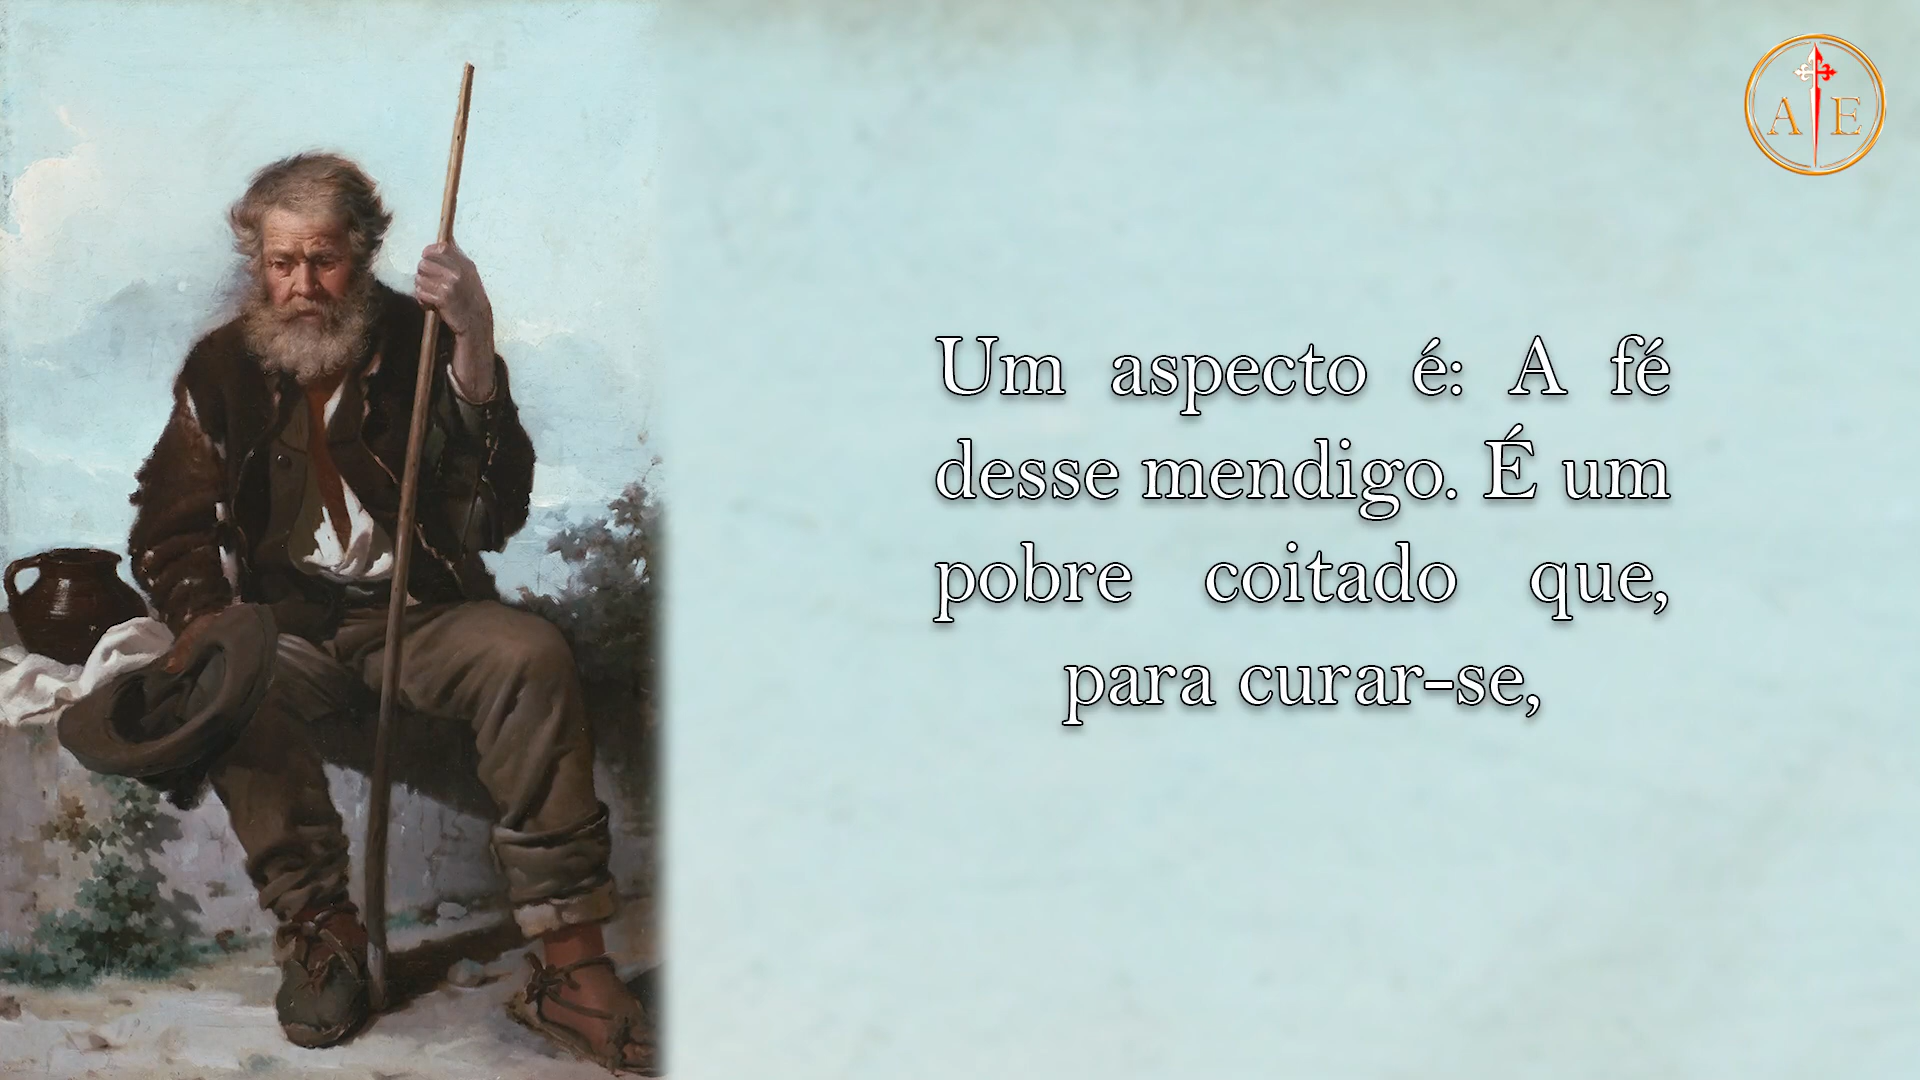 A E
Um aspecto é: A fé
desse mendigo. É um
pobre coitado que,
para curar-se,